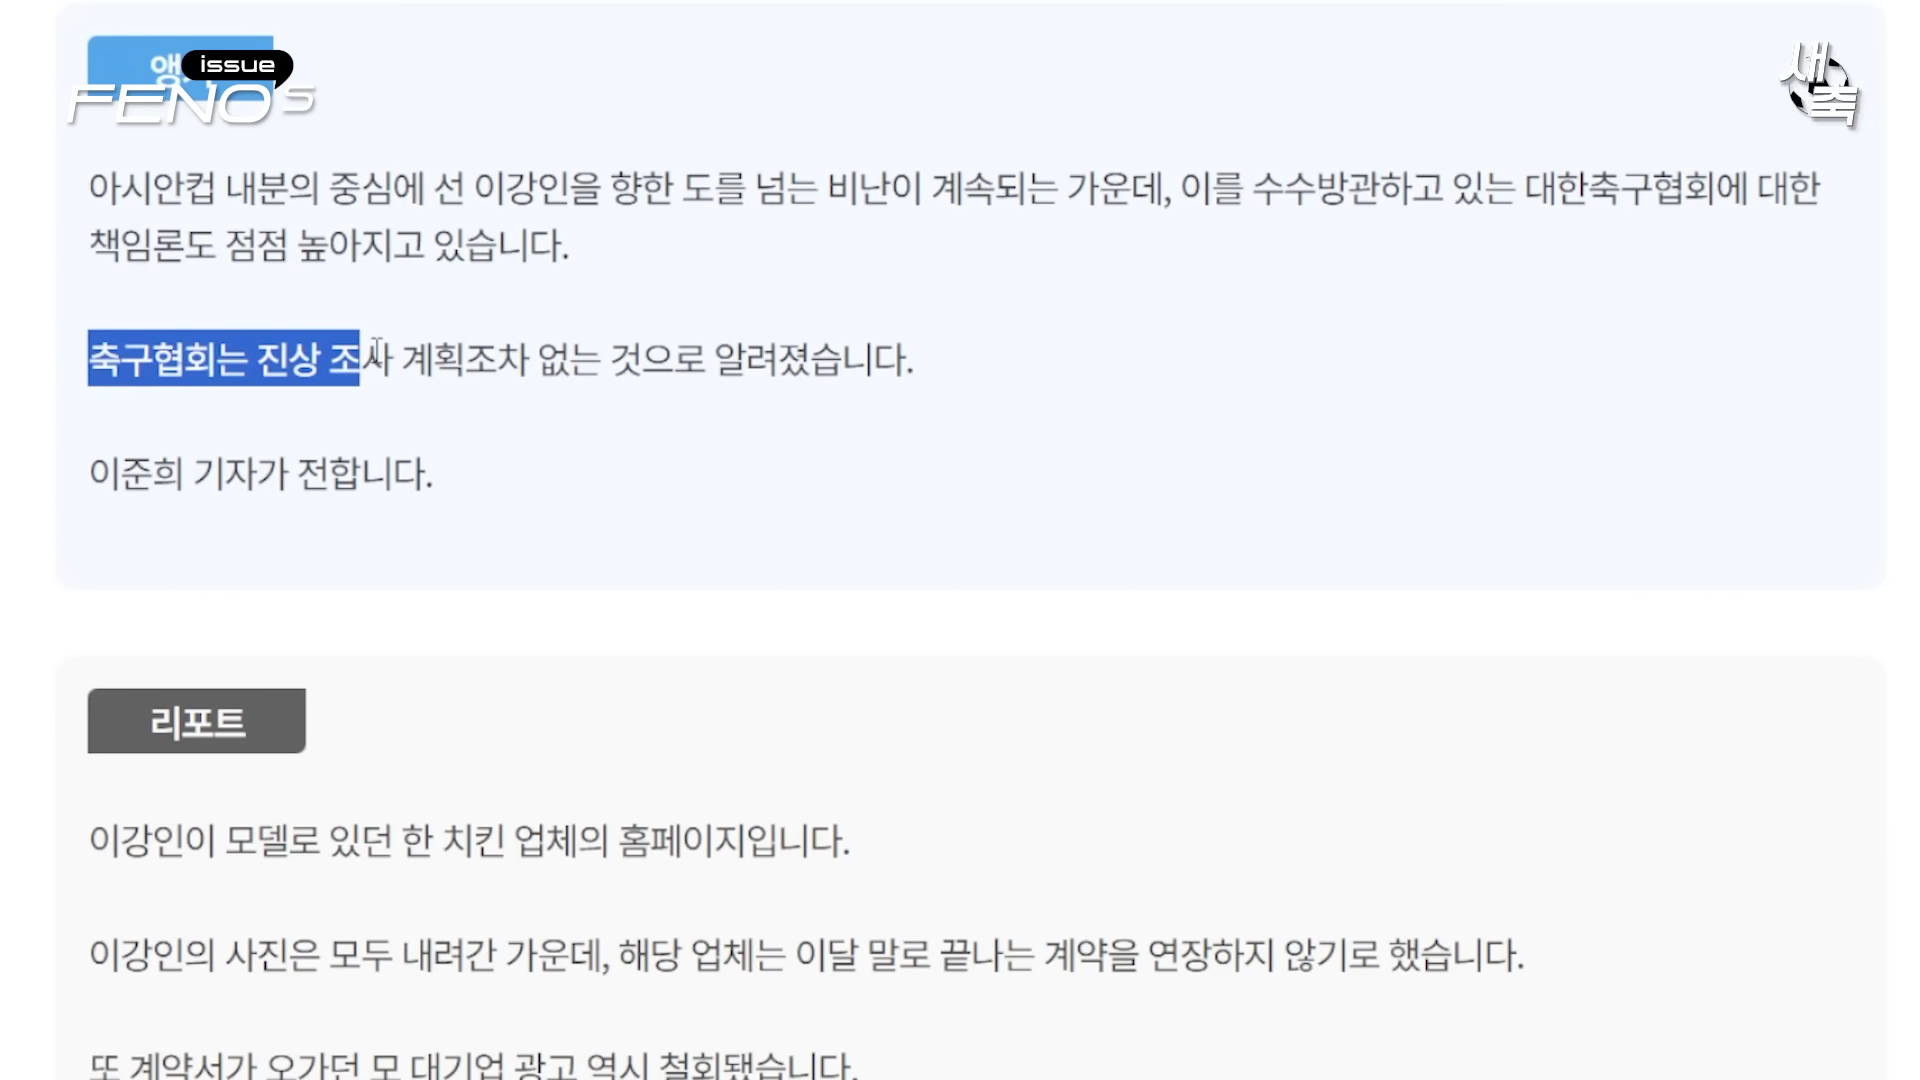 issue
FENO'S
새축
아시안컵 내분의 중심에 선 이강인을 향한 도를 넘는 비난이 계속되는 가운데, 이를 수수방관하고 있는 대한축구협회에 대한
책임론도 점점 높아지고 있습니다.
축구협회는 진상 조사 계획조차 없는 것으로 알려졌습니다.
이준희 기자가 전합니다.
리포트
이강인이 모델로 있던 한 치킨 업체의 홈페이지입니다.
이강인의 사진은 모두 내려간 가운데, 해당 업체는 이달 말로 끝나는 계약을 연장하지 않기로 했습니다.
또 계약서가 오가던 모 대기업 광고 역시 철회됐습니다.